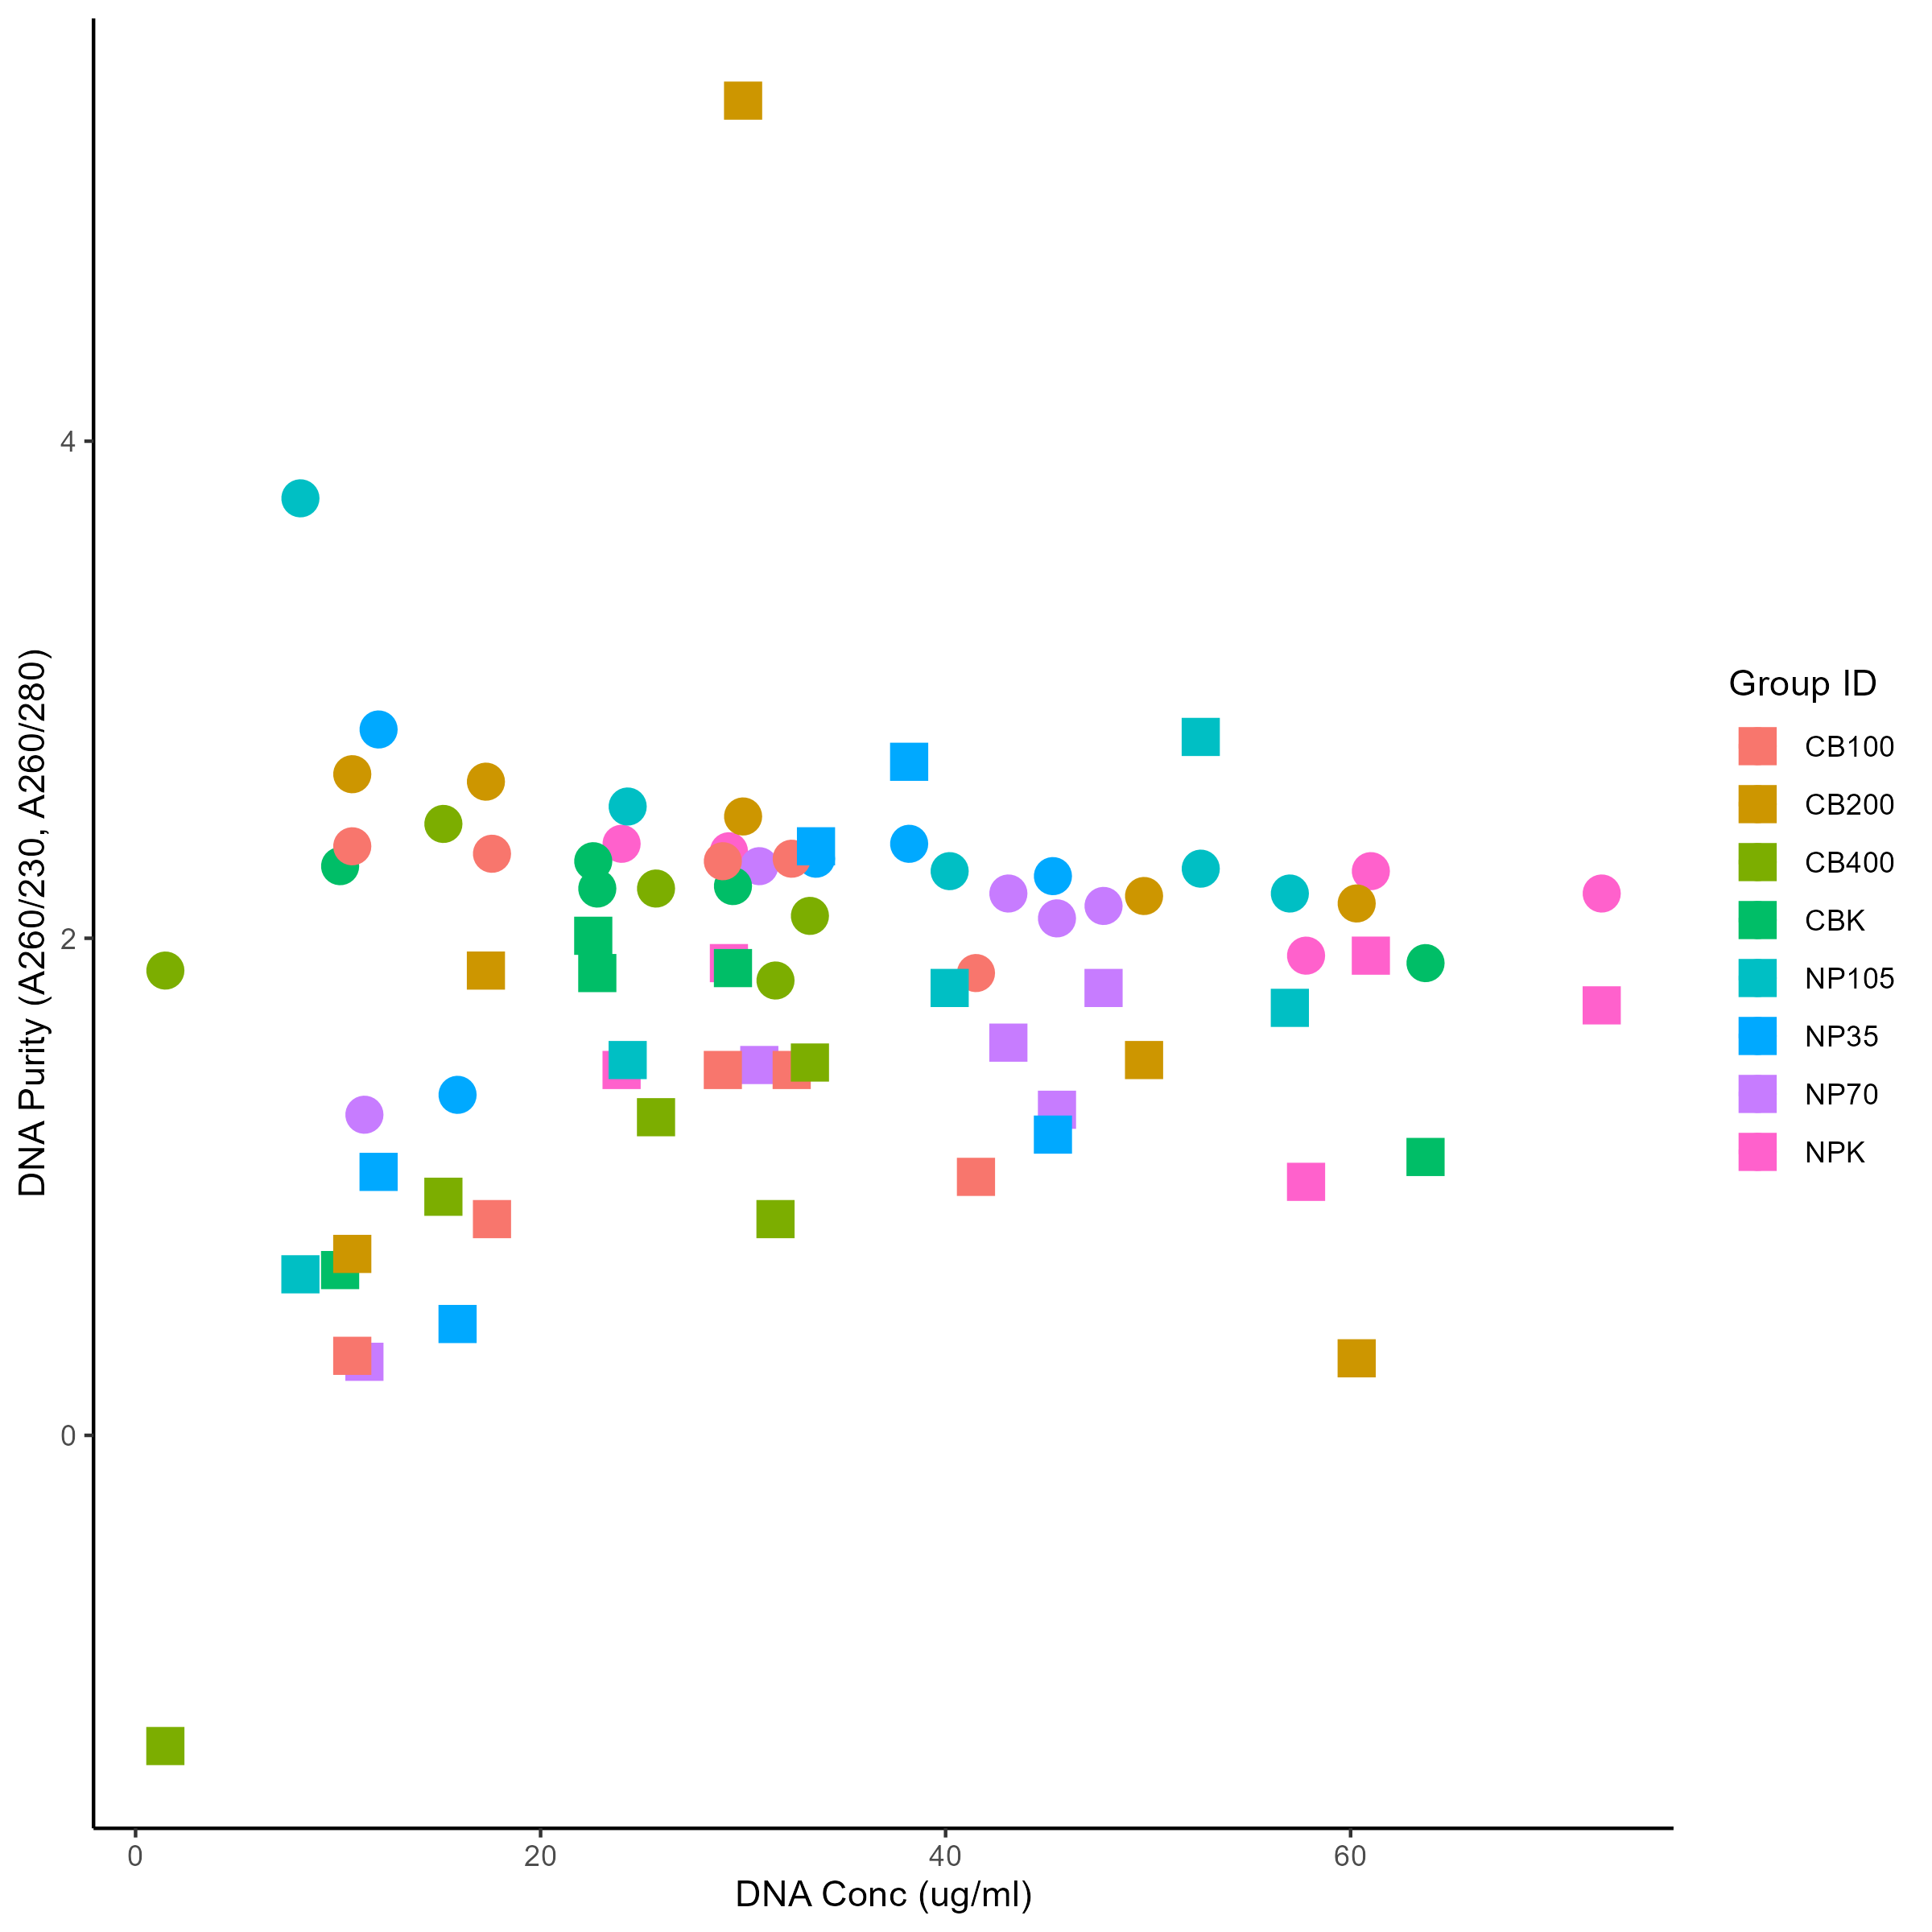 DNA Purity (A260/230, A260/280)
4
2
0
0
20
40
60
DNA Conc (ug/ml)
Group ID
CB100
CB200
CB400
CBK
NP105
NP35
NP70
NPK